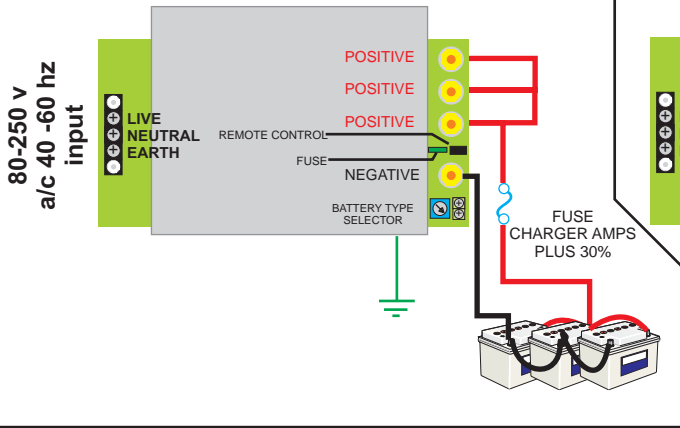 80-250 v
a/c 40 -60 hz
input
LIVE
NEUTRAL
EARTH
POSITIVE
POSITIVE
POSITIVE
REMOTE CONTROL
FUSE
NEGATIVE
BATTERY TYPE
SELECTOR
FUSE
CHARGER AMPS
PLUS 30%